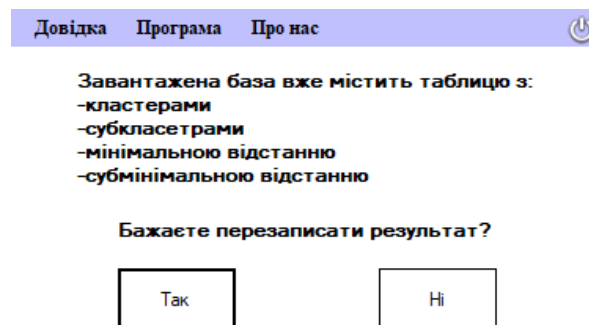 Довідка Програма Про нас
Завантажена база вже містить таблицю з:
-кластерами
-субкласетрами
-мінімальною відстанню
-субмінімальною відстанню
Бажаєте перезаписати результат?
Так Ні